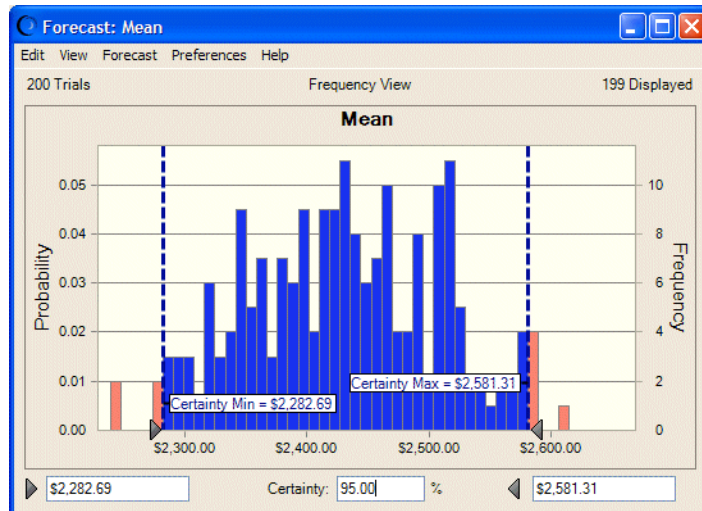 Forecast: Mean
Edit View Forecast Preferences Help
200 Trials Frequency View 199 Displayed
Mean
Probability
0.05
0.04
0.03
0.02
0.01
0.00
10
8
6
4
2
0
Frequency
Certainty Max = $2,581.31
Certainty Min = $2,282.69
$2,300.00 $2,400.00 $2,500.00 $2,600.00
$2,282.69 Certainty: 95.00 % $2,581.31